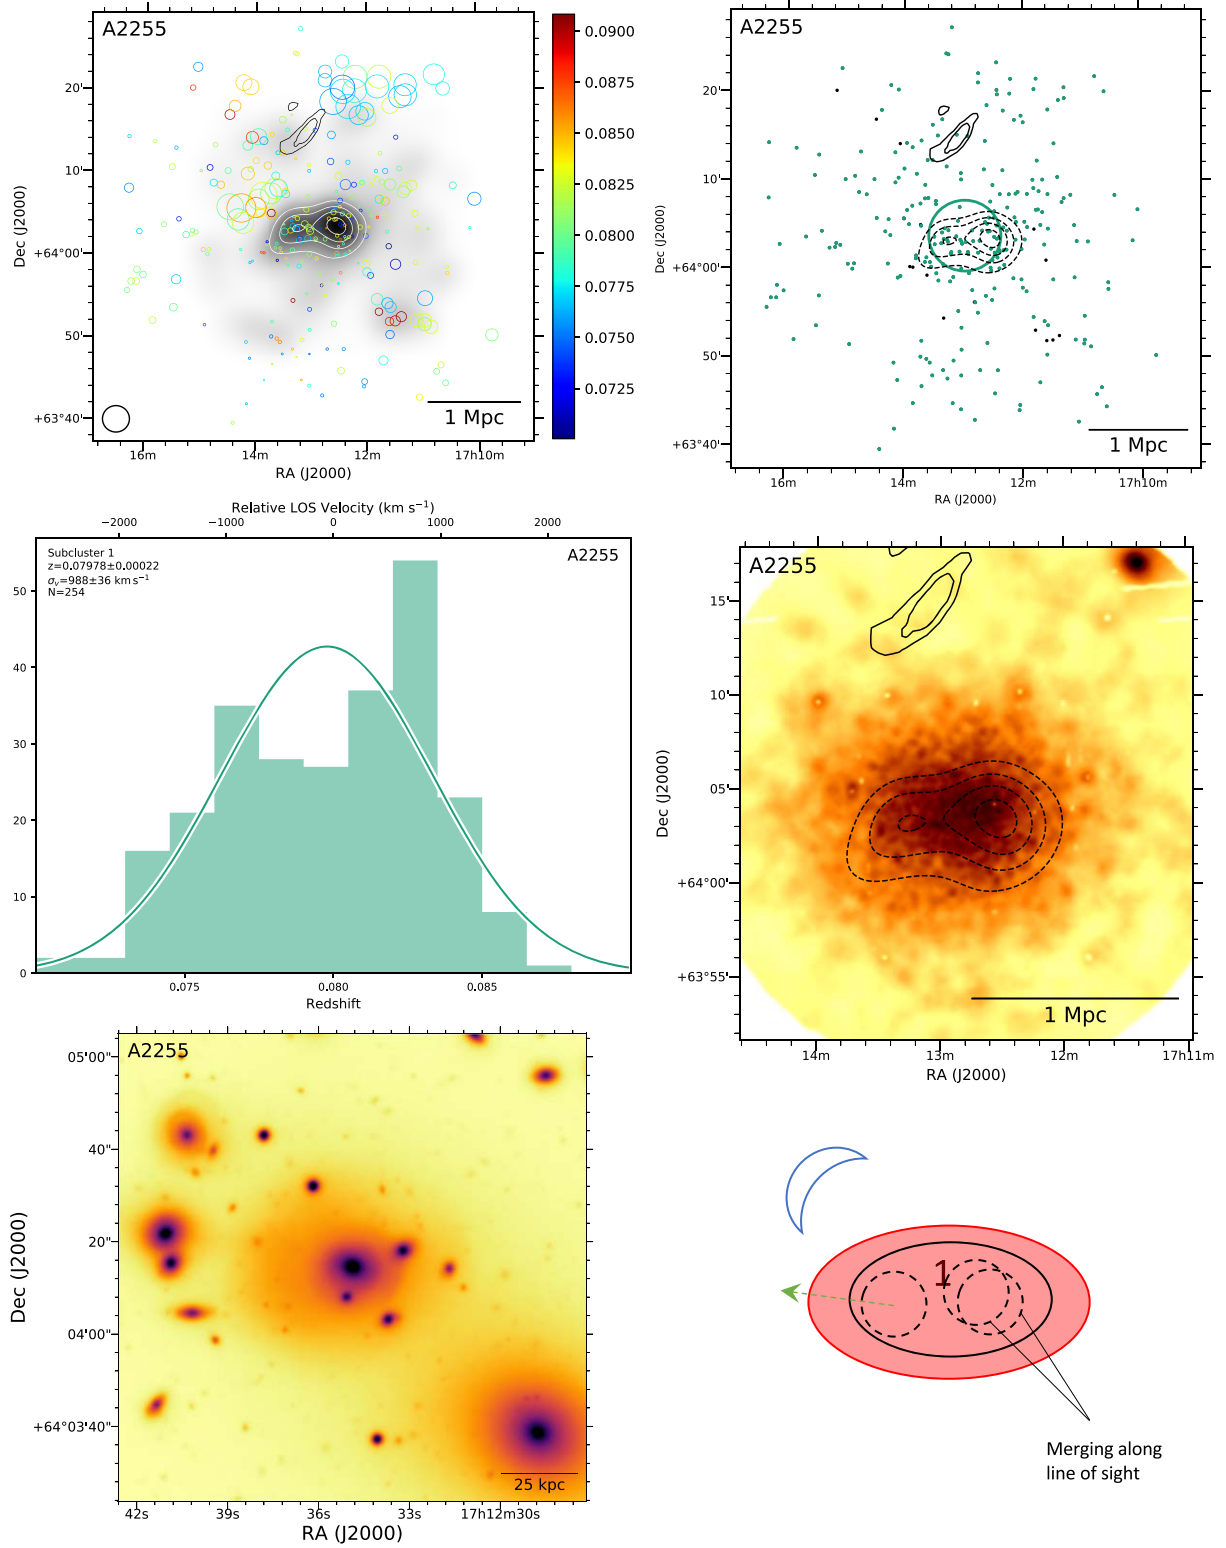 A2255
20'
10'
+64°00'
50'
+63°40'
Dec (J2000)
16m
14m
12m
17h10m
RA (J2000)
1 Mpc
0.0900
0.0875
0.0850
0.0825
0.0800
0.0775
0.0750
0.0725
A2255
20'
10'
+64°00'
50'
+63°40'
Dec (J2000)
16m
14m
12m
17h10m
RA (J2000)
1 Mpc
Relative LOS Velocity (km s⁻¹)
−2000
−1000
0
1000
2000
Subcluster 1
z=0.07978±0.00022
σᵥ=988±36 km s⁻¹
N=254
A2255
50
40
30
20
10
0
0.075
0.080
0.085
Redshift
A2255
15'
10'
05'
+64°00'
+63°55'
Dec (J2000)
14m
13m
12m
17h11m
RA (J2000)
1 Mpc
A2255
05'00"
40"
20"
04'00"
+64°03'40"
Dec (J2000)
42s
39s
36s
33s
17h12m30s
RA (J2000)
25 kpc
1
Merging along
line of sight